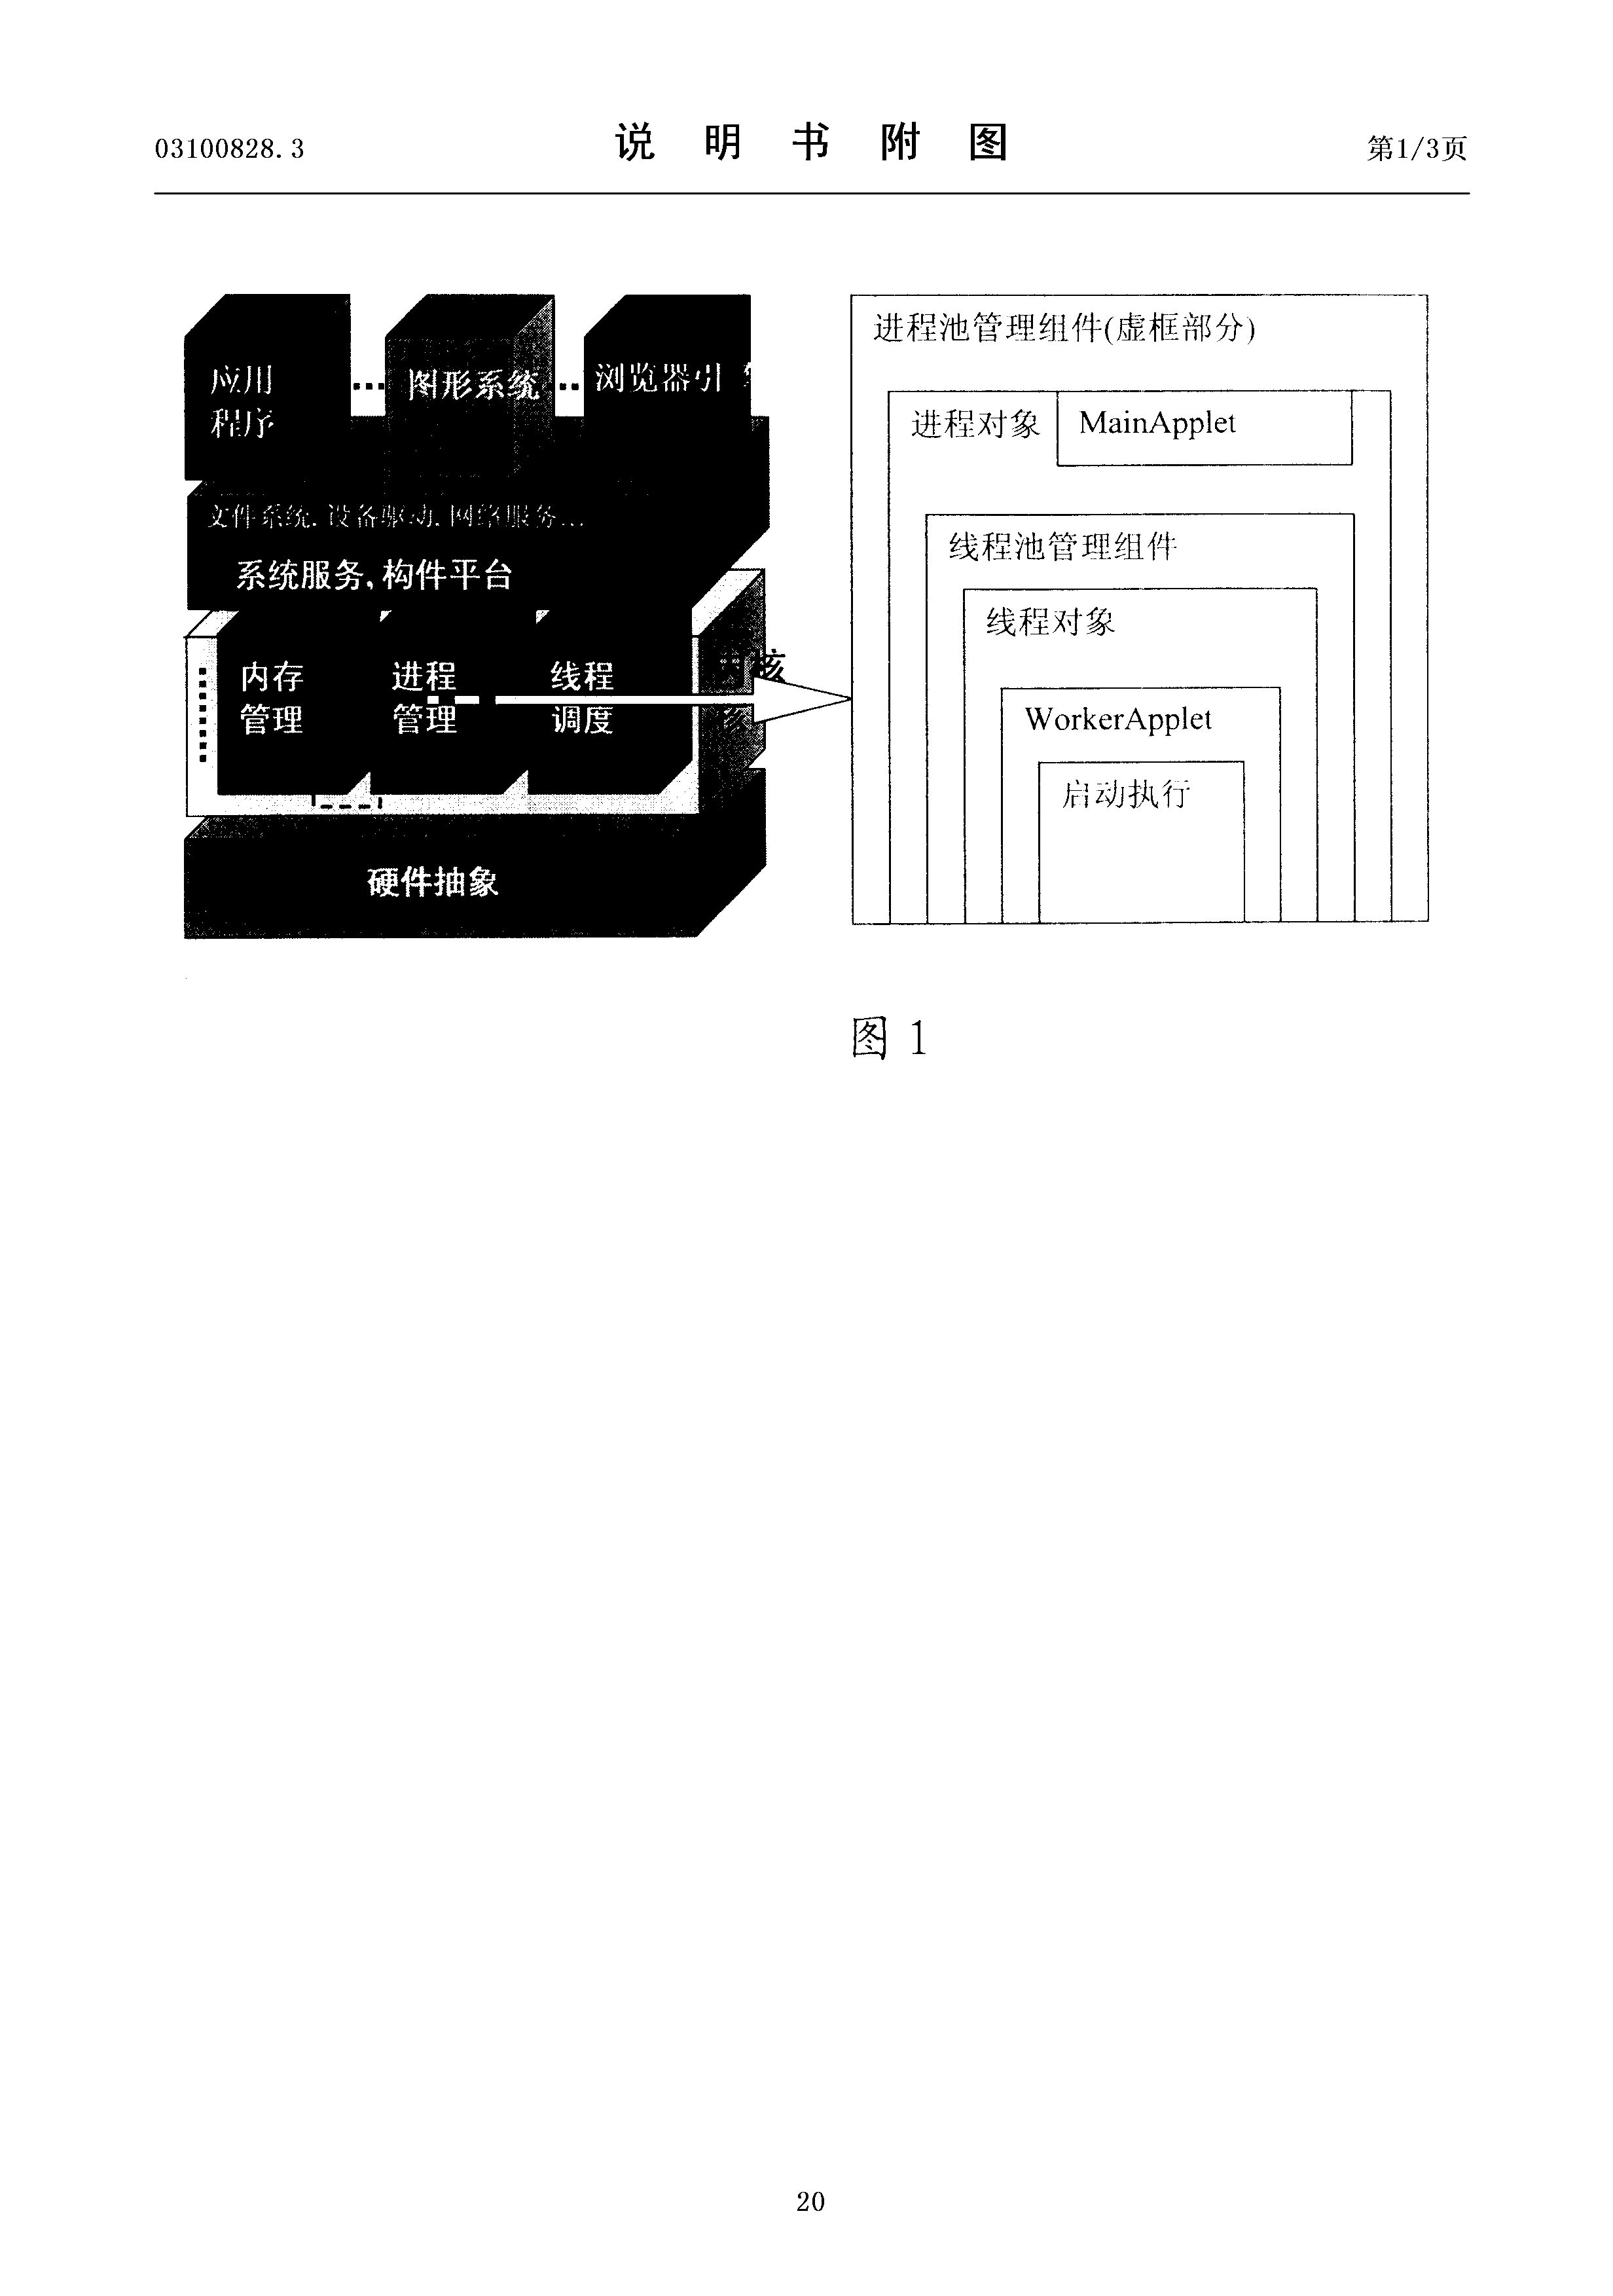 03100828.3
说明书附图
第1/3页
应用
程序
图形系统
浏览器引
文件系统.设备驱动.网络服务...
系统服务,构件平台
内存
管理
进程
管理
线程
调度
硬件抽象
进程池管理组件(虚框部分)
进程对象
MainApplet
线程池管理组件
线程对象
WorkerApplet
启动执行
图 1
20